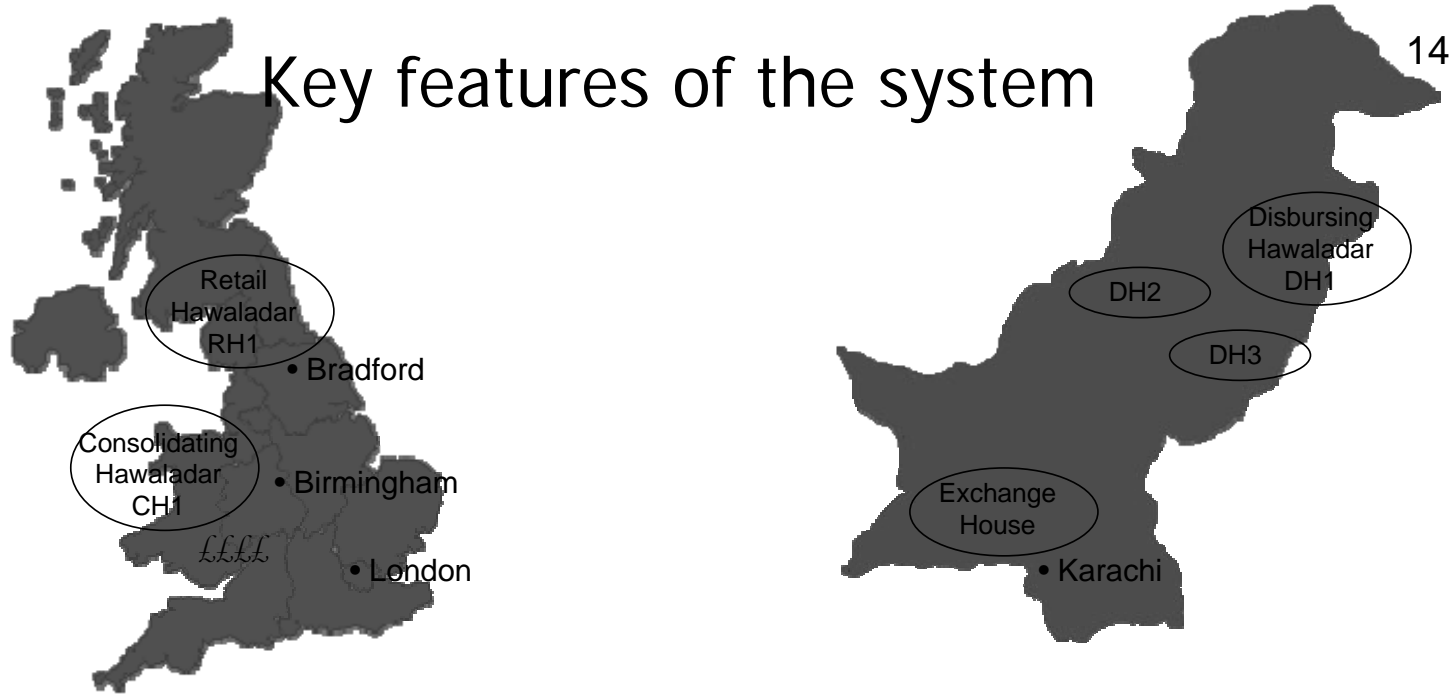 Key features of the system
14
Retail
Hawaladar
RH1
• Bradford
Consolidating
Hawaladar
CH1
• Birmingham
££££
• London
Disbursing
Hawaladar
DH1
DH2
DH3
Exchange
House
• Karachi